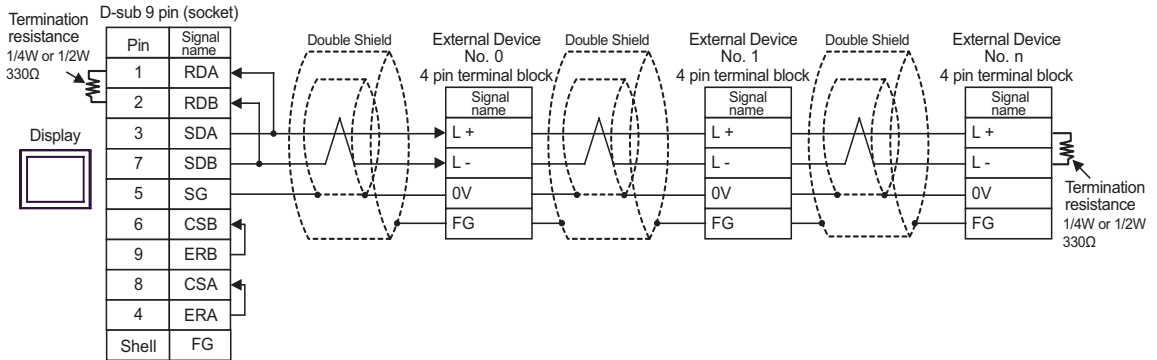 D-sub 9 pin (socket)
Termination
resistance
1/4W or 1/2W
330Ω
Display
Pin Signal name
1 RDA
2 RDB
3 SDA
7 SDB
5 SG
6 CSB
9 ERB
8 CSA
4 ERA
Shell FG
Double Shield
External Device
No. 0
4 pin terminal block
Signal
name
L +
L -
0V
FG
Double Shield
External Device
No. 1
4 pin terminal block
Signal
name
L +
L -
0V
FG
Double Shield
External Device
No. n
4 pin terminal block
Signal
name
L +
L -
0V
FG
Termination
resistance
1/4W or 1/2W
330Ω